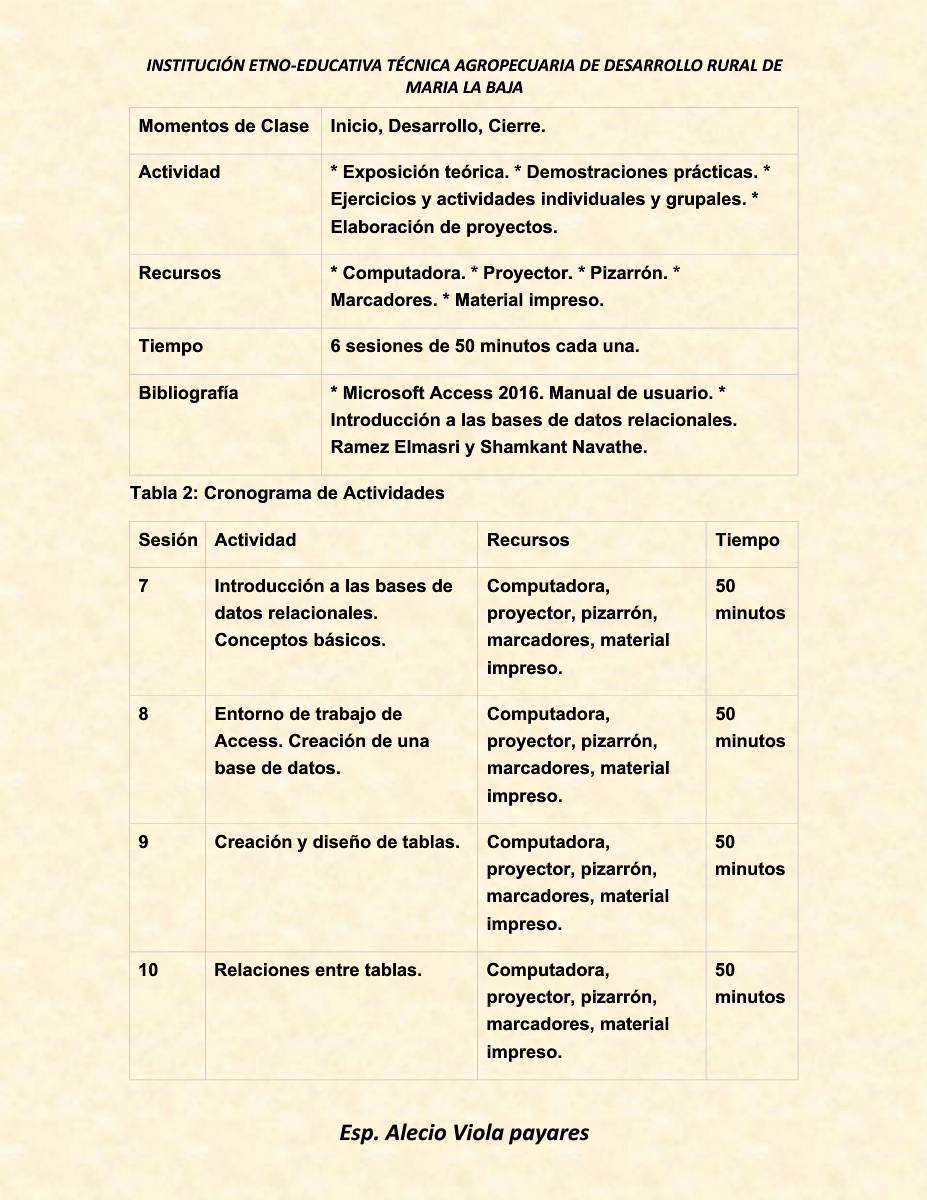 INSTITUCIÓN ETNO-EDUCATIVA TÉCNICA AGROPECUARIA DE DESARROLLO RURAL DE
MARIA LA BAJA
Momentos de Clase
Inicio, Desarrollo, Cierre.
Actividad
* Exposición teórica. * Demostraciones prácticas. *
Ejercicios y actividades individuales y grupales. *
Elaboración de proyectos.
Recursos
* Computadora. * Proyector. * Pizarrón. *
Marcadores. * Material impreso.
Tiempo
6 sesiones de 50 minutos cada una.
Bibliografía
* Microsoft Access 2016. Manual de usuario. *
Introducción a las bases de datos relacionales.
Ramez Elmasri y Shamkant Navathe.
Tabla 2: Cronograma de Actividades
Sesión
Actividad
Recursos
Tiempo
7
Introducción a las bases de
datos relacionales.
Conceptos básicos.
Computadora,
proyector, pizarrón,
marcadores, material
impreso.
50
minutos
8
Entorno de trabajo de
Access. Creación de una
base de datos.
Computadora,
proyector, pizarrón,
marcadores, material
impreso.
50
minutos
9
Creación y diseño de tablas.
Computadora,
proyector, pizarrón,
marcadores, material
impreso.
50
minutos
10
Relaciones entre tablas.
Computadora,
proyector, pizarrón,
marcadores, material
impreso.
50
minutos
Esp. Alecio Viola payares